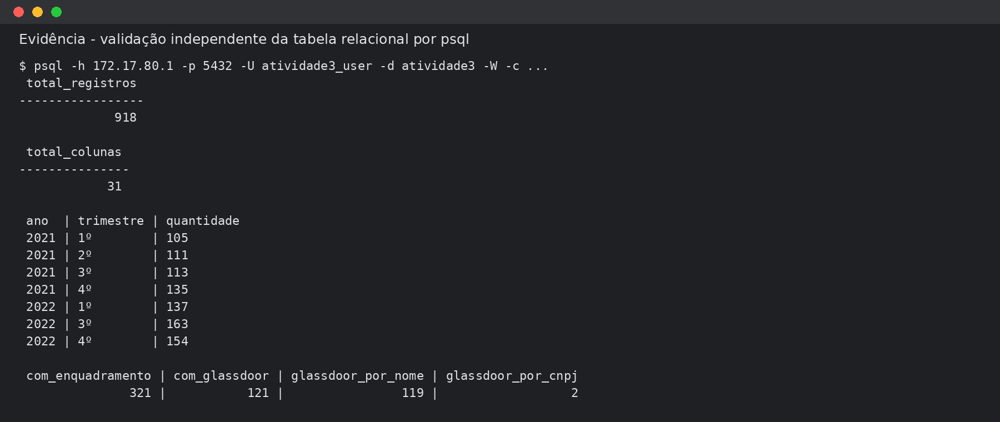 Evidência - validação independente da tabela relacional por psql
$ psql -h 172.17.80.1 -p 5432 -U atividade3_user -d atividade3 -W -c ...
 total_registros
-----------------
             918

 total_colunas
---------------
            31

 ano  | trimestre | quantidade
 2021 | 1º        | 105
 2021 | 2º        | 111
 2021 | 3º        | 113
 2021 | 4º        | 135
 2022 | 1º        | 137
 2022 | 3º        | 163
 2022 | 4º        | 154

 com_enquadramento | com_glassdoor | glassdoor_por_nome | glassdoor_por_cnpj
               321 |           121 |                119 |                  2